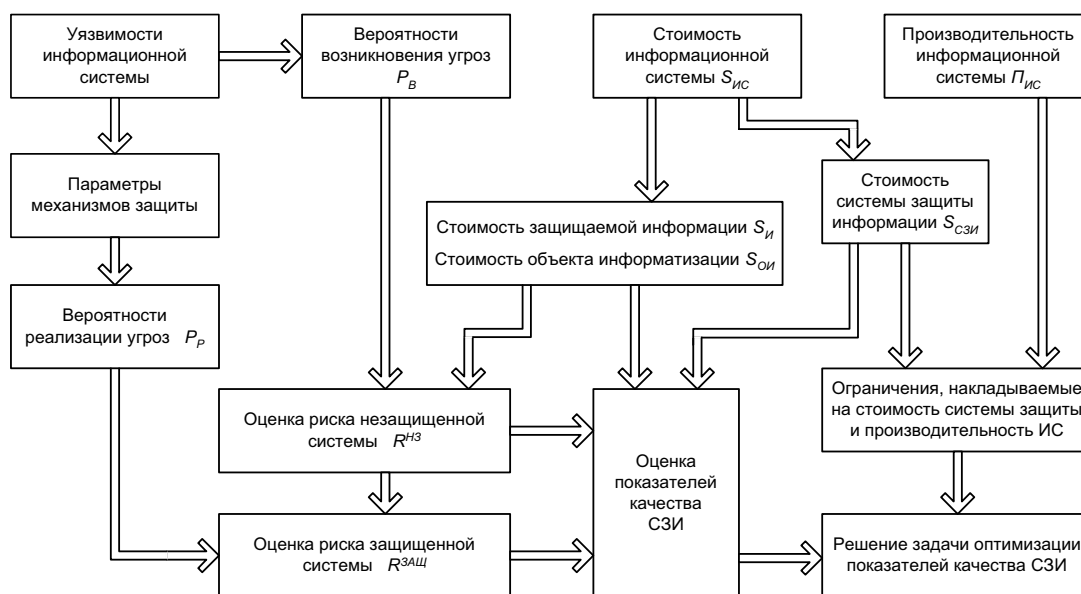 Уязвимости
информационной
системы
Вероятности
возникновения угроз
P_В
Стоимость
информационной
системы S_ИС
Производительность
информационной
системы П_ИС
Параметры
механизмов защиты
Стоимость
системы защиты
информации S_СЗИ
Стоимость защищаемой информации S_И
Стоимость объекта информатизации S_ОИ
Вероятности
реализации угроз P_Р
Оценка риска незащищенной
системы R^НЗ
Оценка
показателей
качества
СЗИ
Ограничения, накладываемые
на стоимость системы защиты
и производительность ИС
Оценка риска защищенной
системы R^ЗАЩ
Решение задачи оптимизации
показателей качества СЗИ